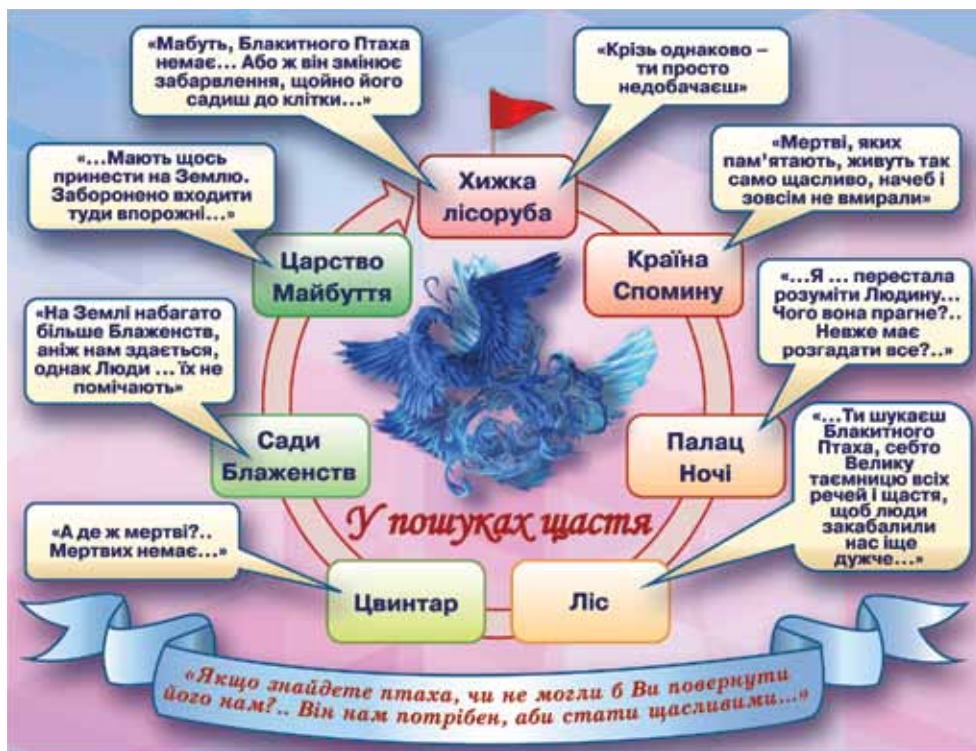 «Мабуть, Блакитного Птаха
немає... Або ж він змінює
забарвлення, щойно його
садиш до клітки...»
«Крізь однаково –
ти просто
недобачаєш»
Хижка
лісоруба
«...Мають щось
принести на Землю.
Заборонено входити
туди впорожні...»
«Мертві, яких
пам’ятають, живуть так
само щасливо, начеб і
зовсім не вмирали»
Царство
Майбуття
Країна
Спомину
«На Землі набагато
більше Блаженств,
аніж нам здається,
однак Люди ... їх не
помічають»
«...Я ... перестала
розуміти Людину...
Чого вона прагне?..
Невже має
розгадати все?..»
Сади
Блаженств
Палац
Ночі
«...Ти шукаєш
Блакитного
Птаха, себто
Велику
таємницю всіх
речей і щастя,
щоб люди
закабалили
нас іще
дужче...»
У пошуках щастя
«А де ж мертві?..
Мертвих немає...»
Цвинтар
Ліс
«Якщо знайдете птаха, чи не могли б Ви повернути
його нам?.. Він нам потрібен, аби стати щасливими...»